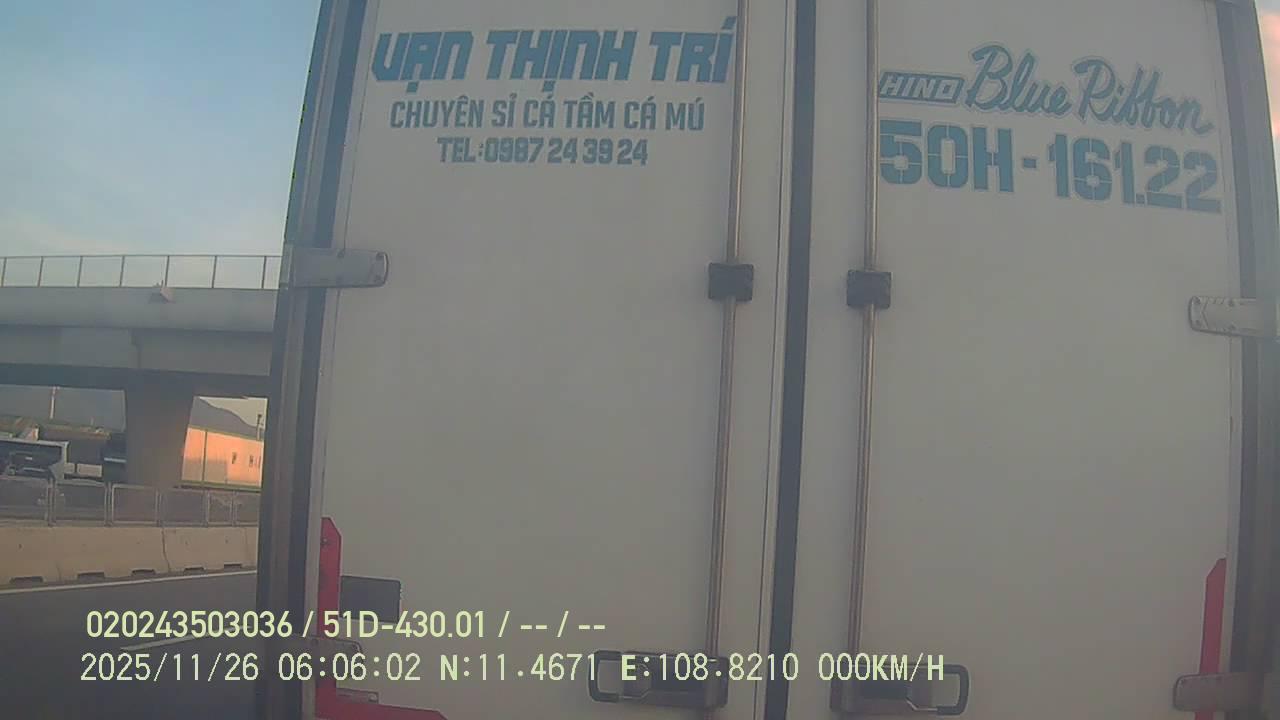 VẠN THỊNH TRÍ
CHUYÊN SỈ CÁ TẦM CÁ MÚ
TEL:0987 24 39 24
HINO Blue Ribbon
50H-161.22
020243503036 / 51D-430.01 / -- / --
2025/11/26 06:06:02 N:11.4671 E:108.8210 000KM/H